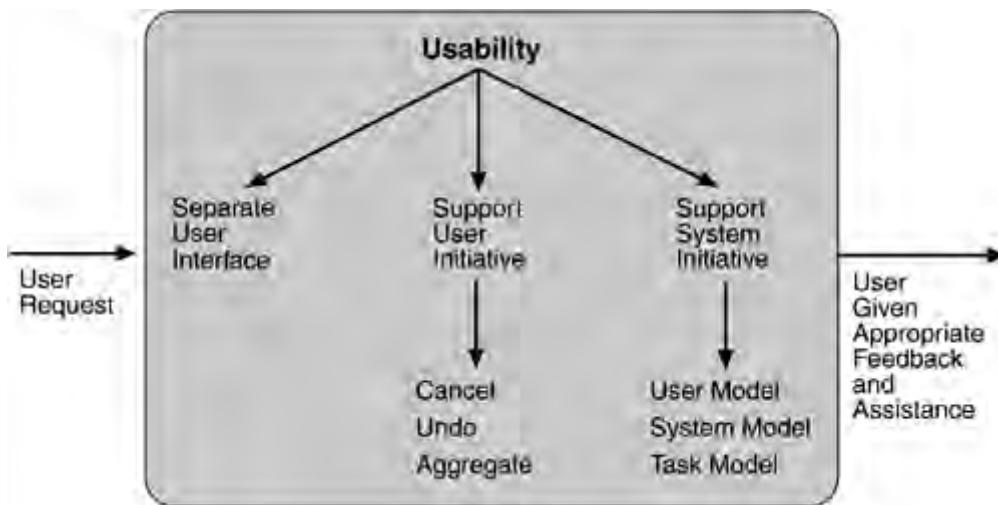 Usability
Separate
User
Interface
Support
User
Initiative
Support
System
Initiative
User
Request
User
Given
Appropriate
Feedback
and
Assistance
Cancel
Undo
Aggregate
User Model
System Model
Task Model